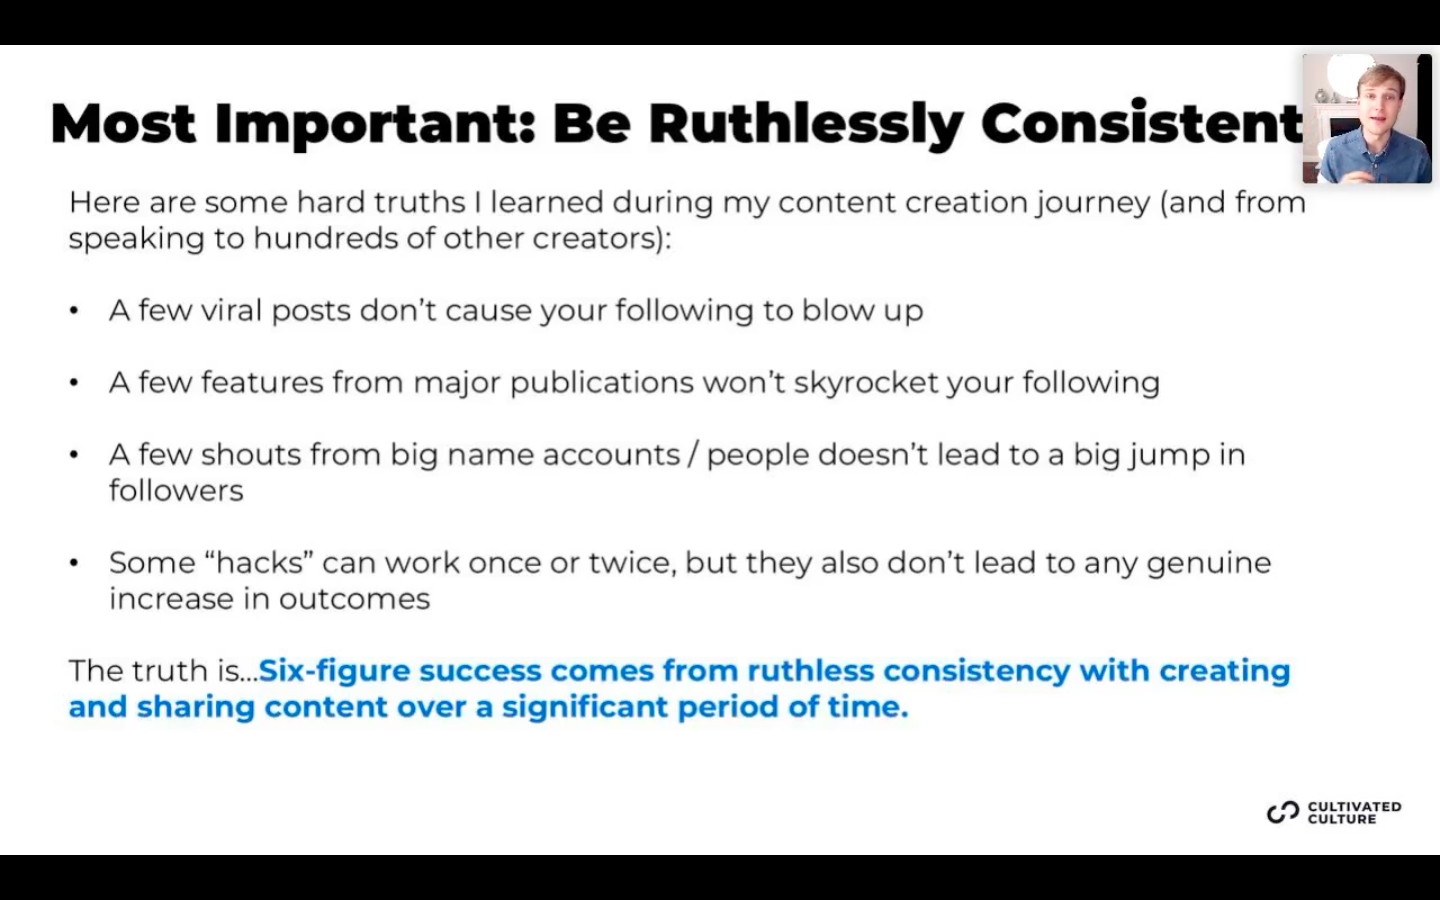 Most Important: Be Ruthlessly Consistent
Here are some hard truths I learned during my content creation journey (and from
speaking to hundreds of other creators):
• A few viral posts don’t cause your following to blow up
• A few features from major publications won’t skyrocket your following
• A few shouts from big name accounts / people doesn’t lead to a big jump in
followers
• Some “hacks” can work once or twice, but they also don’t lead to any genuine
increase in outcomes
The truth is...Six-figure success comes from ruthless consistency with creating
and sharing content over a significant period of time.
CULTIVATED
CULTURE